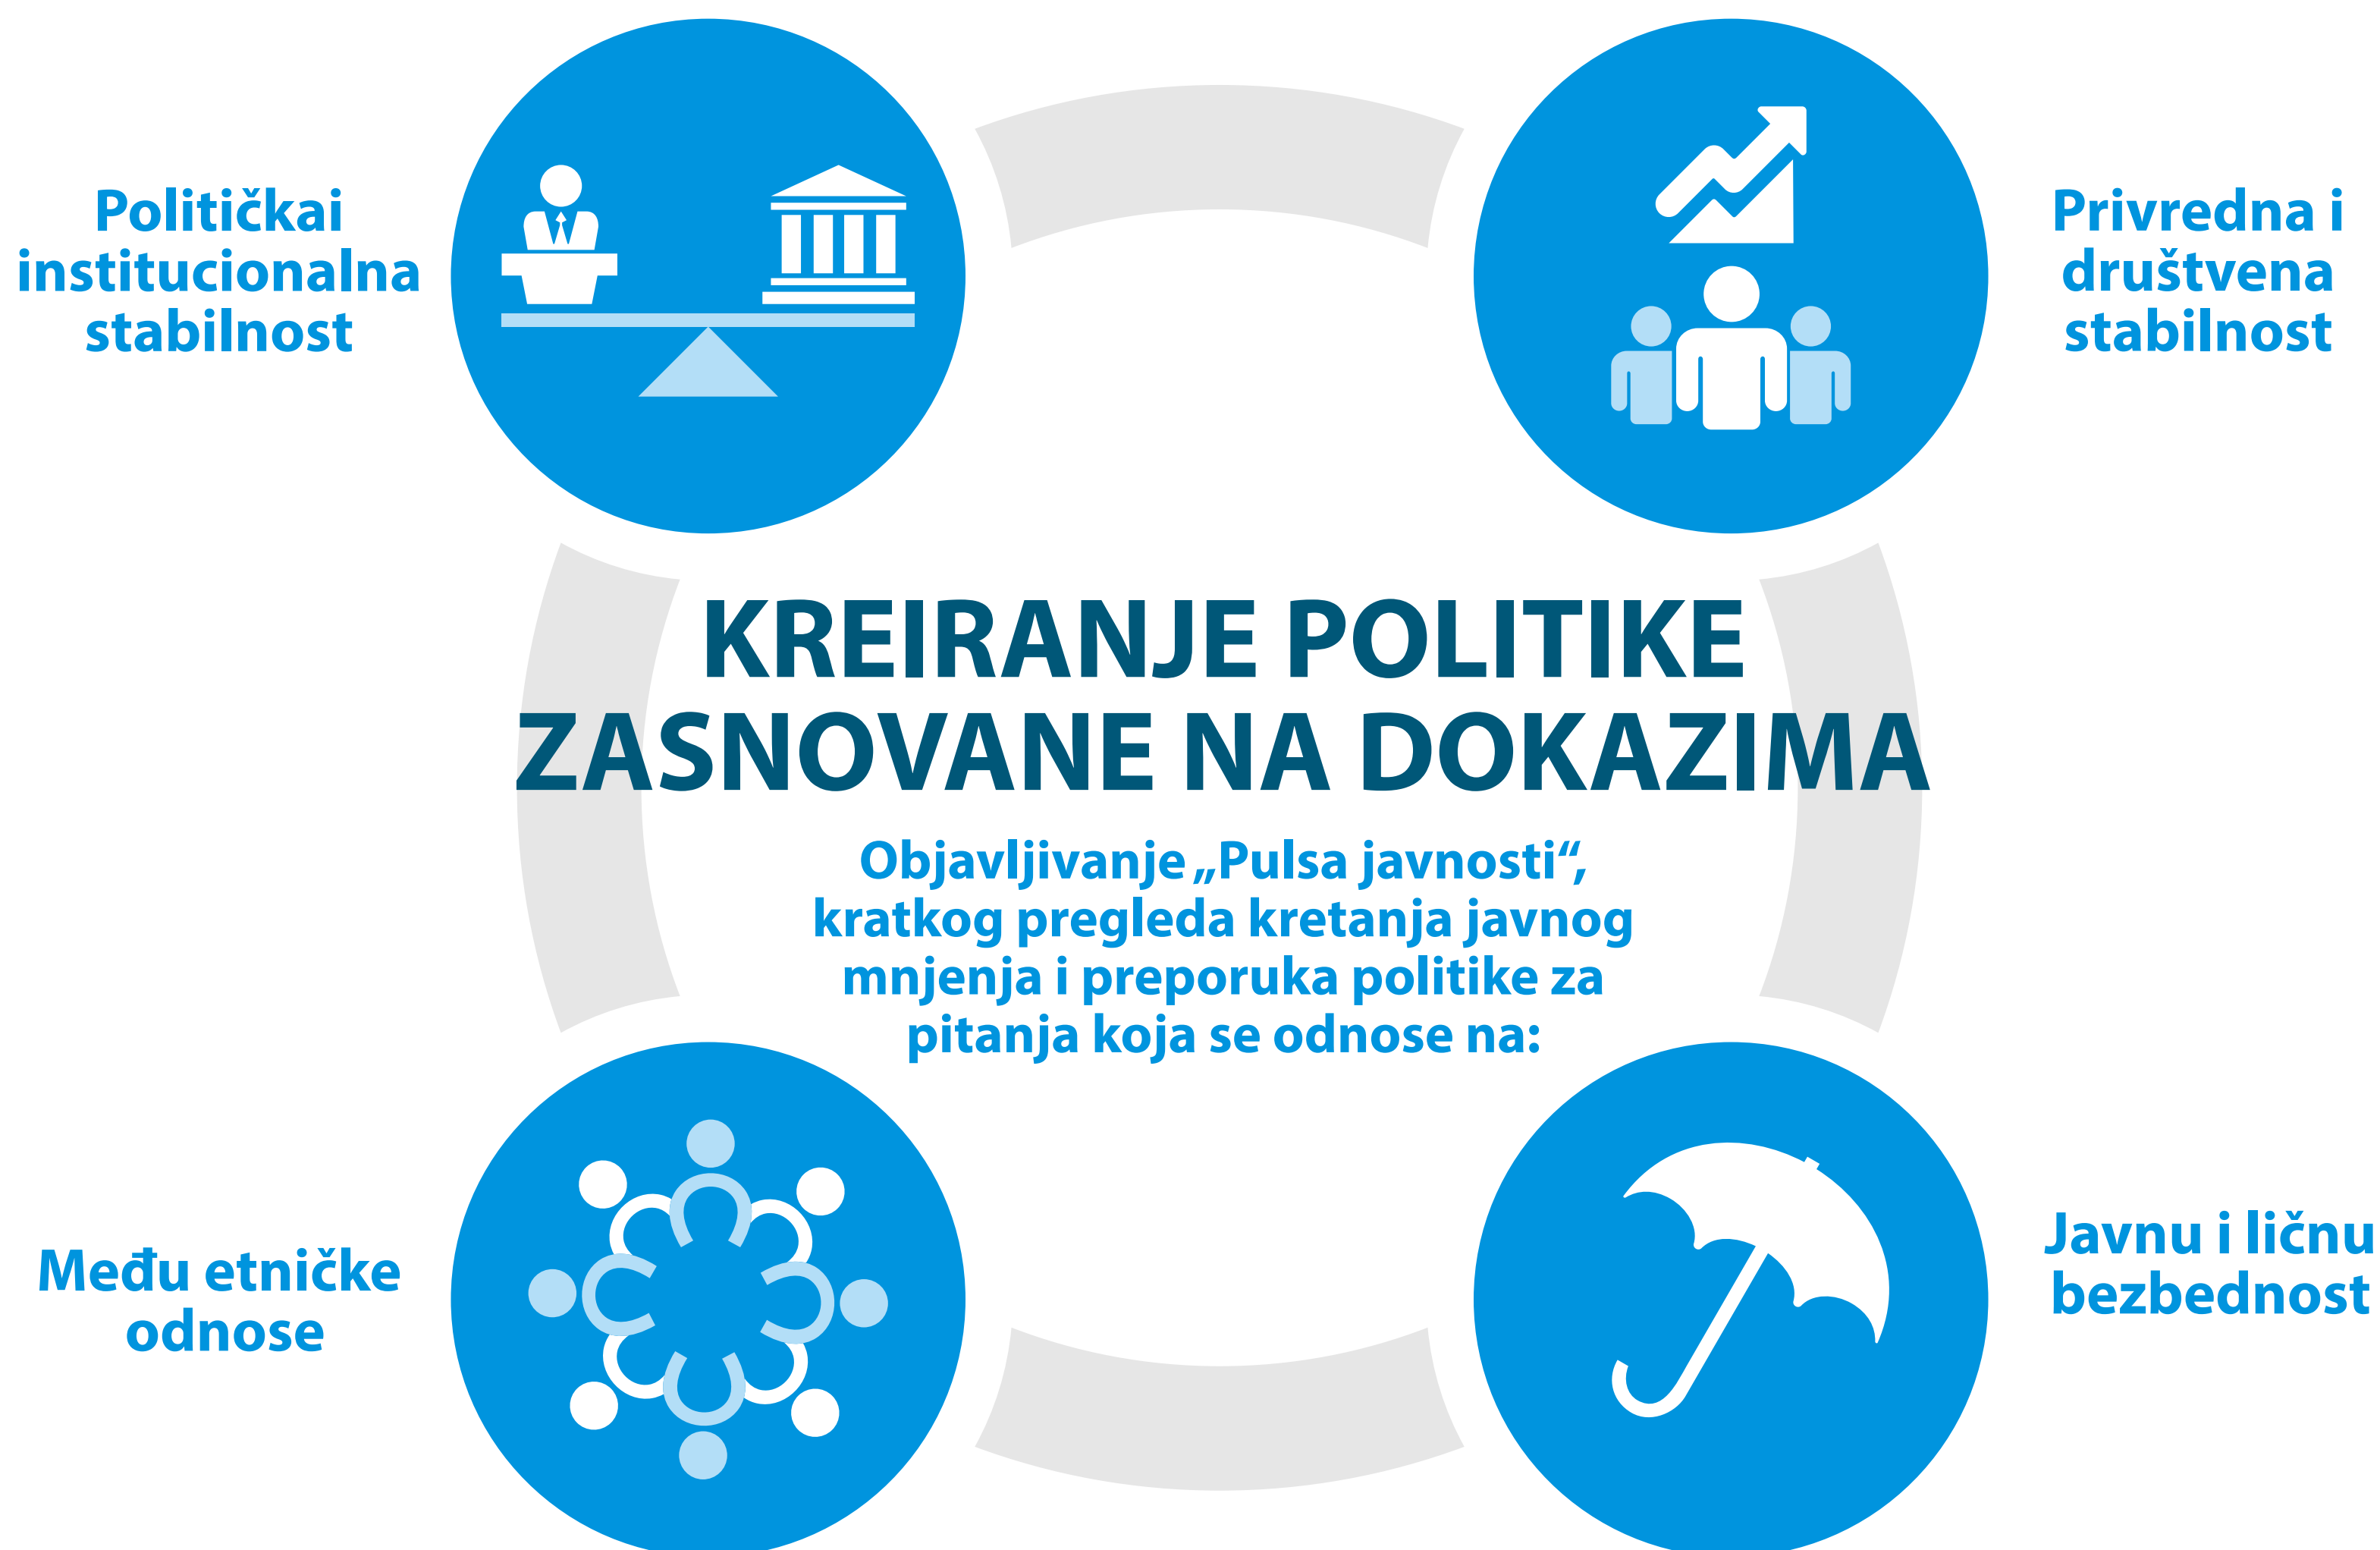 Političkai
institucionalna
stabilnost
Privredna i
društvena
stabilnost
KREIRANJE POLITIKE
ZASNOVANE NA DOKAZIMA
Objavljivanje „Pulsa javnosti“,
kratkog pregleda kretanja javnog
mnjenja i preporuka politike za
pitanja koja se odnose na:
Među etničke
odnose
Javnu i ličnu
bezbednost